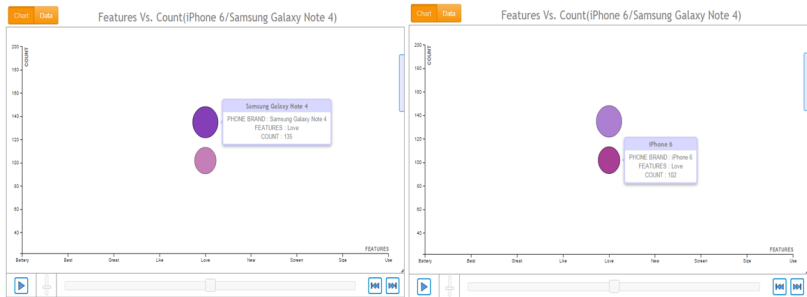 Chart Data
Features Vs. Count(iPhone 6/Samsung Galaxy Note 4)
COUNT
200
180
160
140
120
100
80
60
40
Samsung Galaxy Note 4
PHONE BRAND : Samsung Galaxy Note 4
FEATURES : Love
COUNT : 135
FEATURES
Battery Best Great Like Love New Screen Size Use
Chart Data
Features Vs. Count(iPhone 6/Samsung Galaxy Note 4)
COUNT
200
180
160
140
120
100
80
60
40
iPhone 6
PHONE BRAND : iPhone 6
FEATURES : Love
COUNT : 102
FEATURES
Battery Best Great Like Love New Screen Size Use